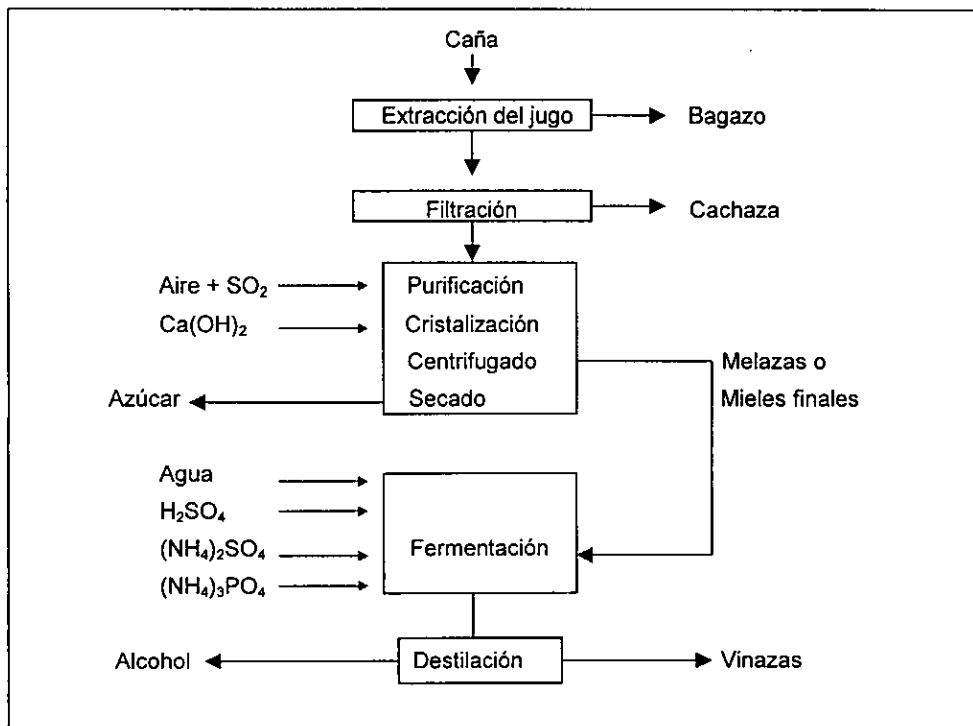 Caña
Extracción del jugo
Bagazo
Filtración
Cachaza
Aire + SO₂
Purificación
Ca(OH)₂
Cristalización
Centrifugado
Melazas o
Azúcar
Secado
Mieles finales
Agua
H₂SO₄
(NH₄)₂SO₄
Fermentación
(NH₄)₃PO₄
Alcohol
Destilación
Vinazas